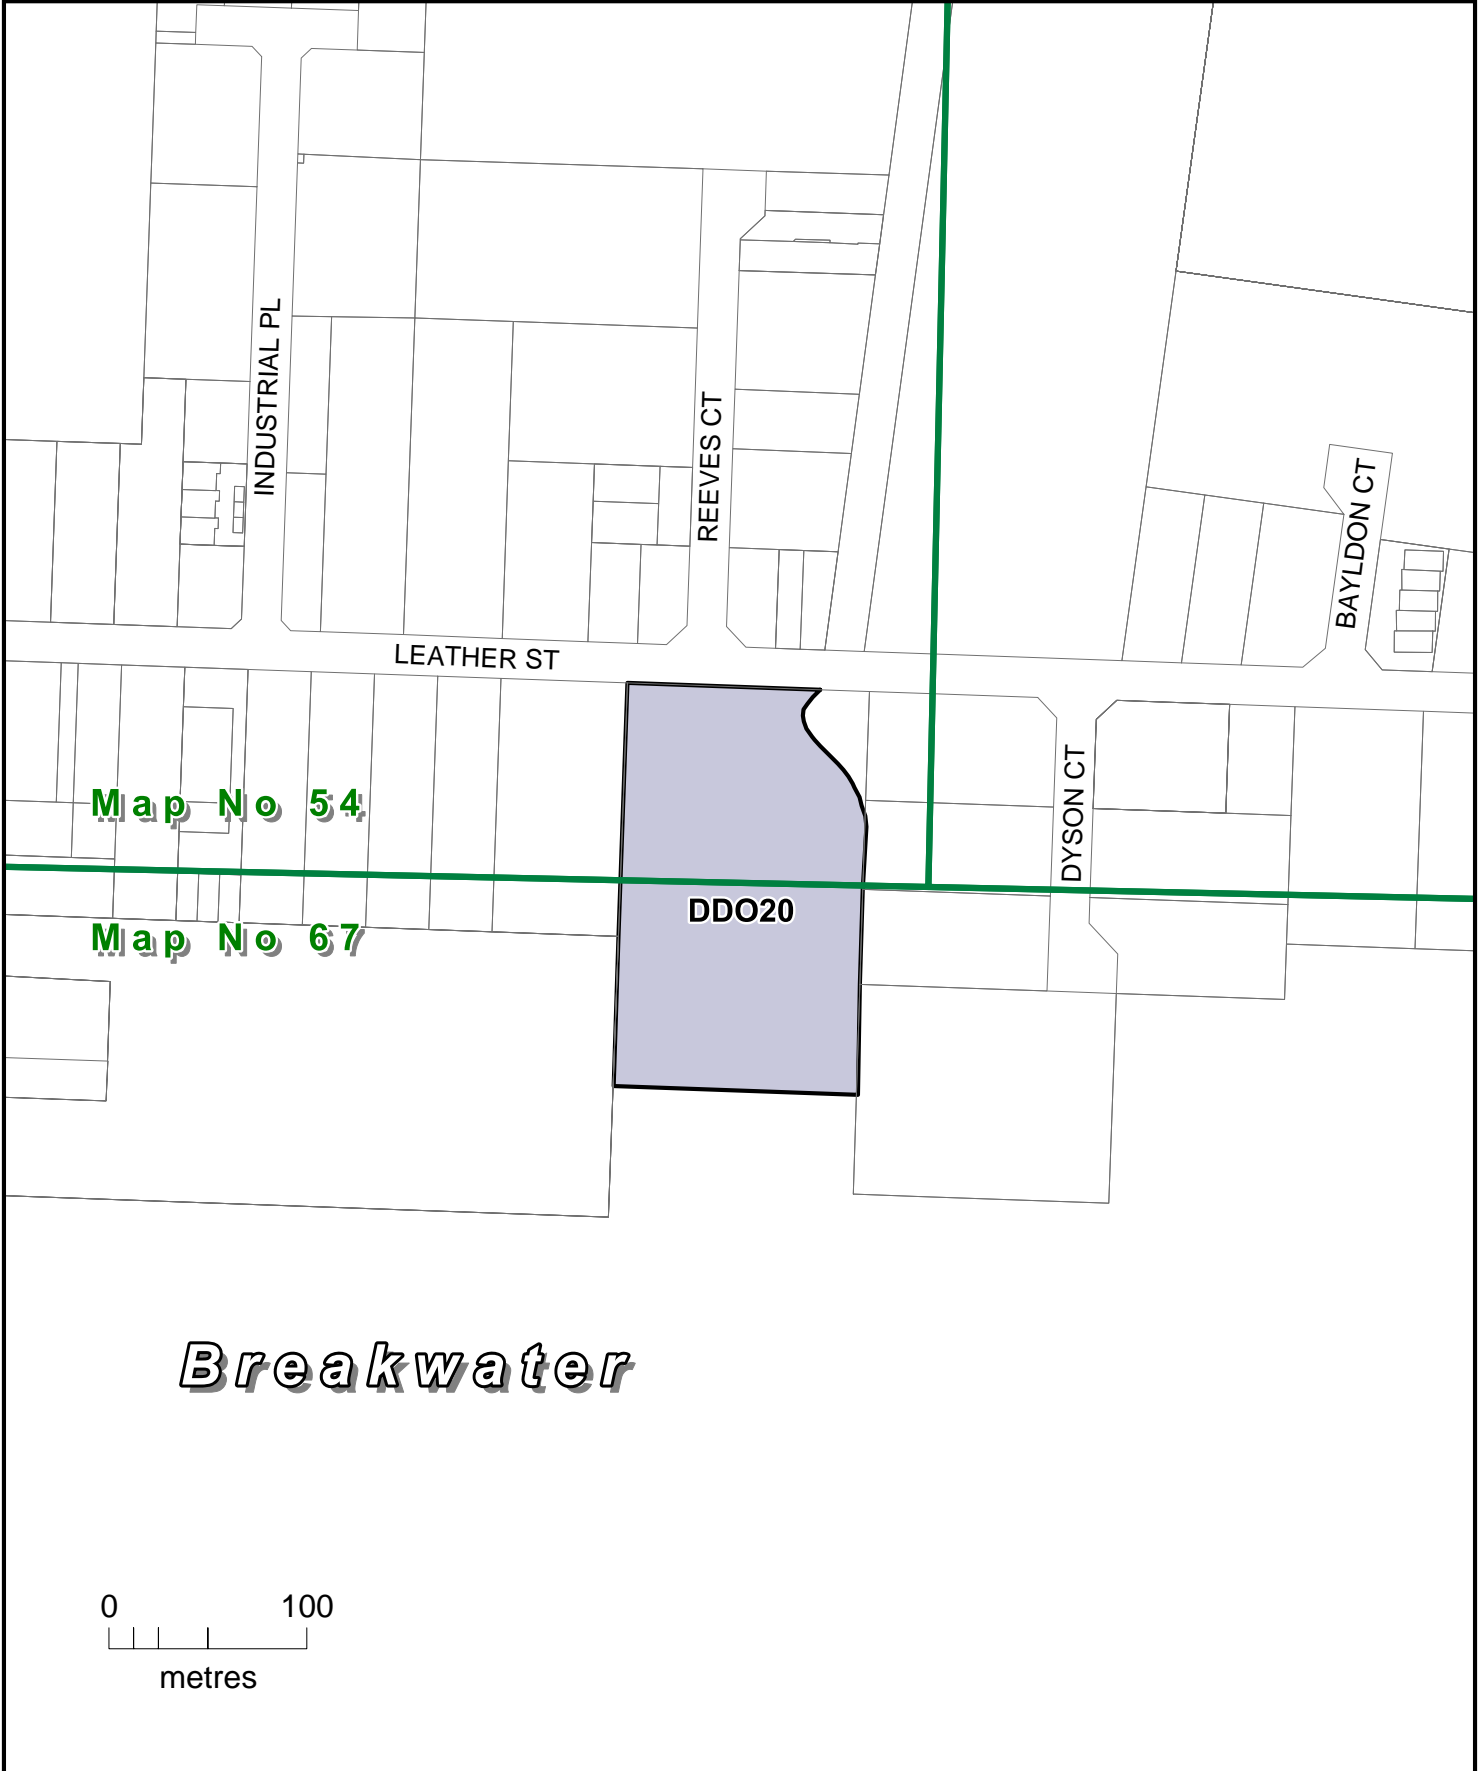 INDUSTRIAL PL
REEVES CT
BAYLDON CT
LEATHER ST
DYSON CT
Map No 54
DDO20
Map No 67
Breakwater
0 100
metres